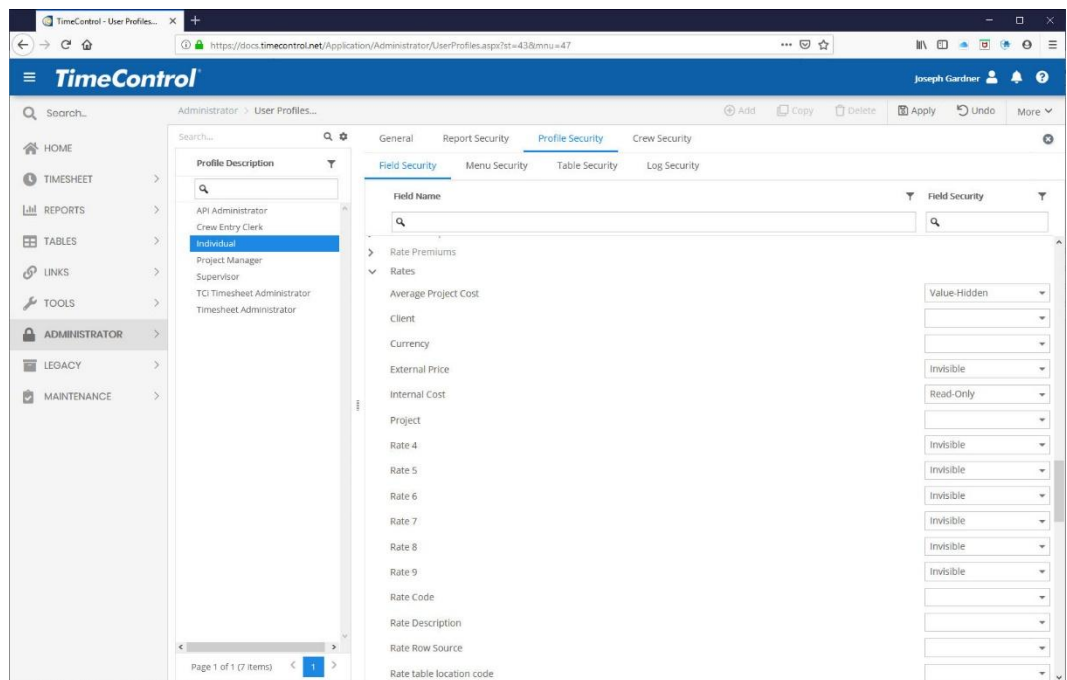 TimeControl - User Profiles...
https://docs.timecontrol.net/Application/Administrator/UserProfiles.aspx?st=43&mnu=47
TimeControl
Joseph Gardner
Search...
HOME
TIMESHEET
REPORTS
TABLES
LINKS
TOOLS
ADMINISTRATOR
LEGACY
MAINTENANCE
Administrator > User Profiles...
Add Copy Delete Apply Undo More
Search...
Profile Description
API Administrator
Crew Entry Clerk
Individual
Project Manager
Supervisor
TCi Timesheet Administrator
Timesheet Administrator
Page 1 of 1 (7 items) < 1 >
General Report Security Profile Security Crew Security
Field Security Menu Security Table Security Log Security
Field Name Field Security
Rate Premiums
Rates
Average Project Cost Value-Hidden
Client
Currency
External Price Invisible
Internal Cost Read-Only
Project
Rate 4 Invisible
Rate 5 Invisible
Rate 6 Invisible
Rate 7 Invisible
Rate 8 Invisible
Rate 9 Invisible
Rate Code
Rate Description
Rate Row Source
Rate table location code